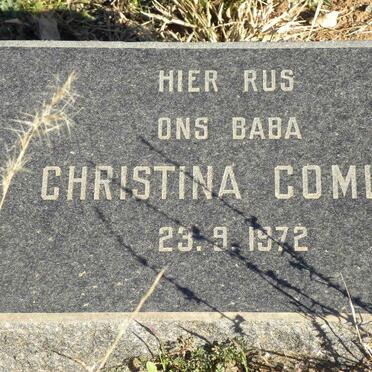 HIER RUS
ONS BABA
CHRISTINA
23.9.1972